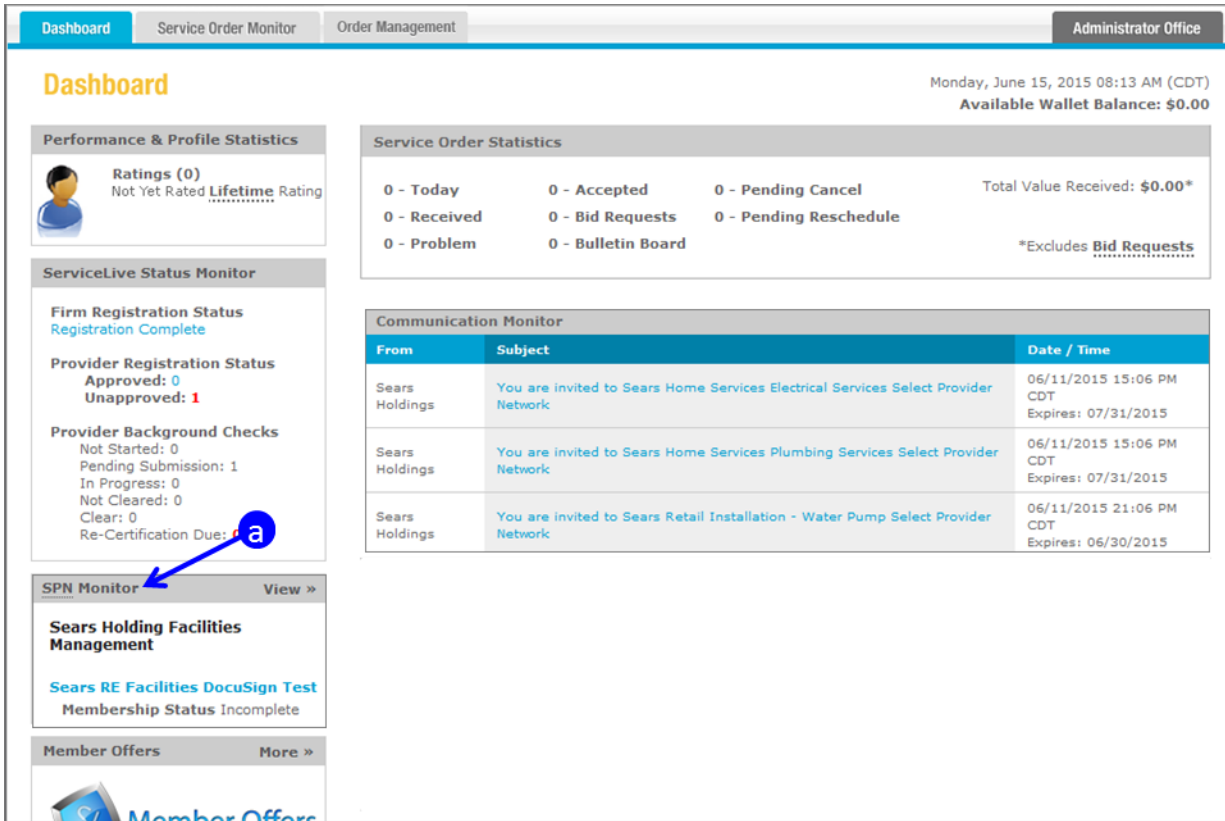 Dashboard
Service Order Monitor
Order Management
Administrator Office
Dashboard
Monday, June 15, 2015 08:13 AM (CDT)
Available Wallet Balance: $0.00
Performance & Profile Statistics
Ratings (0)
Not Yet Rated Lifetime Rating
ServiceLive Status Monitor
Firm Registration Status
Registration Complete
Provider Registration Status
Approved: 0
Unapproved: 1
Provider Background Checks
Not Started: 0
Pending Submission: 1
In Progress: 0
Not Cleared: 0
Clear: 0
Re-Certification Due:
a
SPN Monitor View »
Sears Holding Facilities
Management
Sears RE Facilities DocuSign Test
Membership Status Incomplete
Member Offers More »
Member Offers
Service Order Statistics
0 - Today 0 - Accepted 0 - Pending Cancel Total Value Received: $0.00*
0 - Received 0 - Bid Requests 0 - Pending Reschedule
0 - Problem 0 - Bulletin Board *Excludes Bid Requests
Communication Monitor
From Subject Date / Time
Sears
Holdings
You are invited to Sears Home Services Electrical Services Select Provider
Network
06/11/2015 15:06 PM
CDT
Expires: 07/31/2015
Sears
Holdings
You are invited to Sears Home Services Plumbing Services Select Provider
Network
06/11/2015 15:06 PM
CDT
Expires: 07/31/2015
Sears
Holdings
You are invited to Sears Retail Installation - Water Pump Select Provider
Network
06/11/2015 21:06 PM
CDT
Expires: 06/30/2015